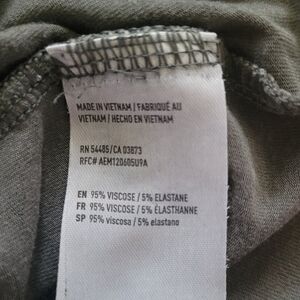 MADE IN VIETNAM / FABRIQUÉ AU
VIETNAM / HECHO EN VIETNAM
RN 54485/CA 03873
RFC# AEM120605U9A
EN 95% VISCOSE / 5% ELASTANE
FR 95% VISCOSE / 5% ÉLASTHANNE
SP 95% viscosa / 5% elastano